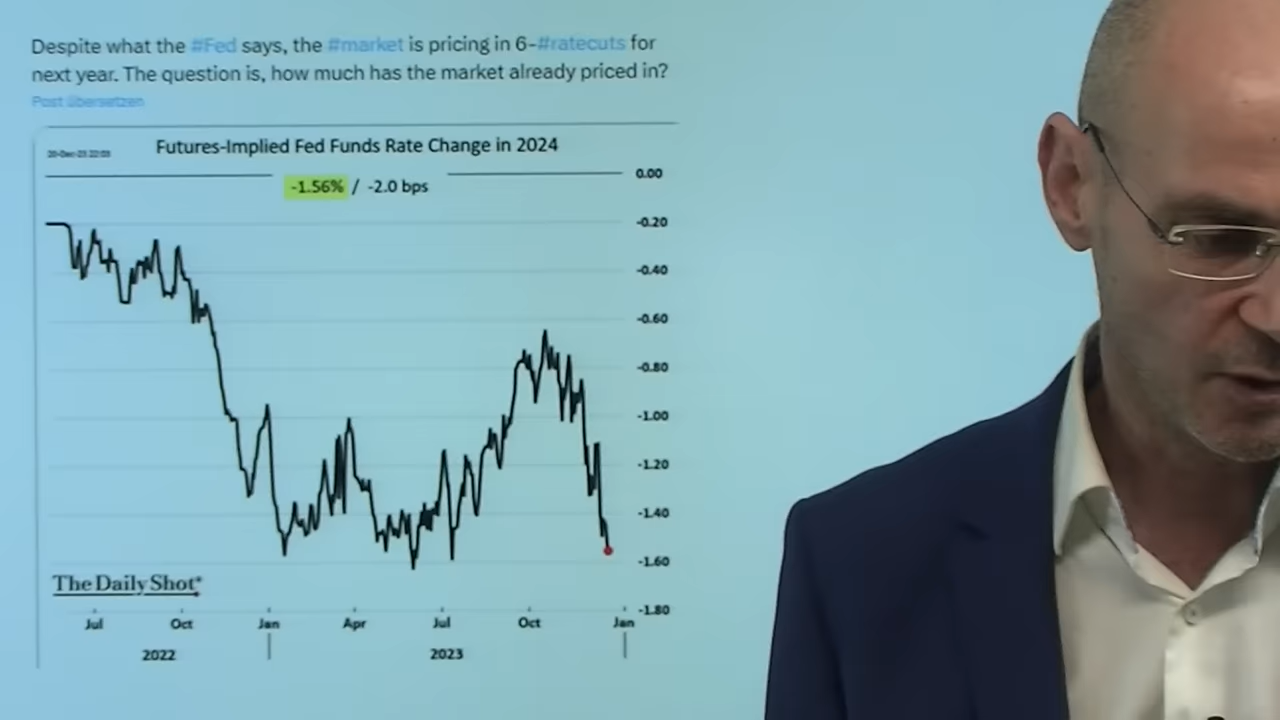 Despite what the #Fed says, the #market is pricing in 6-#ratecuts for
next year. The question is, how much has the market already priced in?
Post übersetzen
Futures-Implied Fed Funds Rate Change in 2024
-1.56% / -2.0 bps
0.00
-0.20
-0.40
-0.60
-0.80
-1.00
-1.20
-1.40
-1.60
-1.80
The Daily Shot
Jul Oct Jan Apr Jul Oct Jan
2022 2023